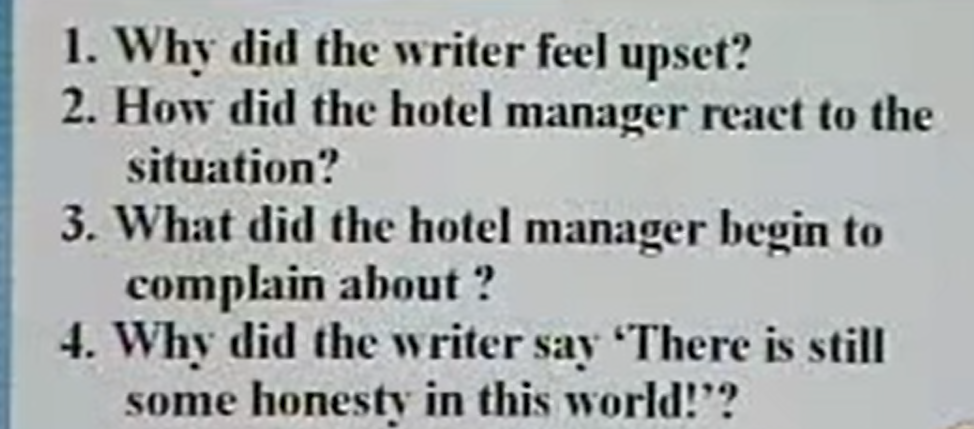 1. Why did the writer feel upset?
2. How did the hotel manager react to the
situation?
3. What did the hotel manager begin to
complain about ?
4. Why did the writer say ‘There is still
some honesty in this world!’?